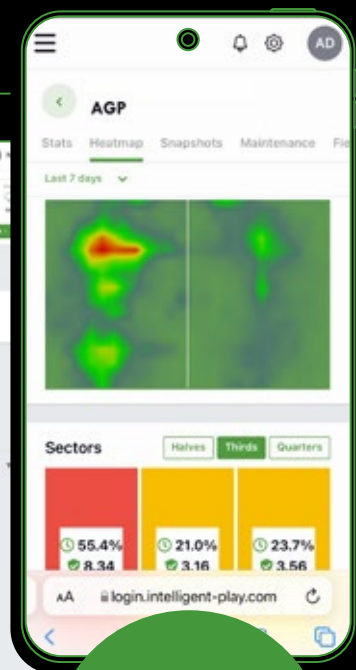 AD
AGP
Stats Heatmap Snapshots Maintenance Fie
Last 7 days
Sectors Halves Thirds Quarters
55.4% 21.0% 23.7%
8.34 3.16 3.56
AA login.intelligent-play.com